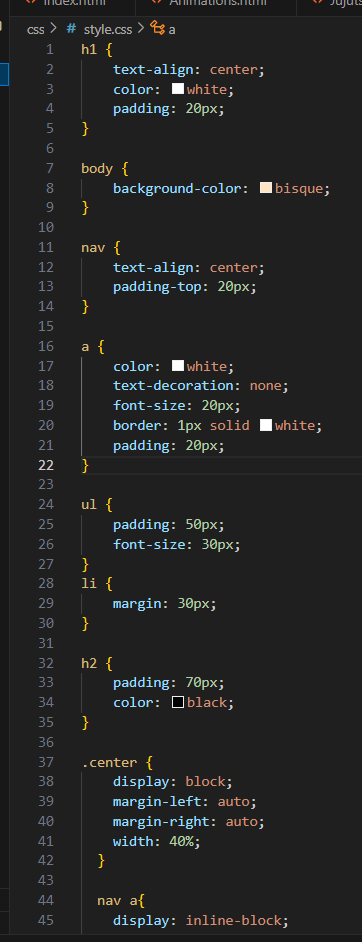 index.html Animations.html Jujuts
css > # style.css > a
1 h1 {
2 text-align: center;
3 color: white;
4 padding: 20px;
5 }
6
7 body {
8 background-color: bisque;
9 }
10
11 nav {
12 text-align: center;
13 padding-top: 20px;
14 }
15
16 a {
17 color: white;
18 text-decoration: none;
19 font-size: 20px;
20 border: 1px solid white;
21 padding: 20px;
22 }
23
24 ul {
25 padding: 50px;
26 font-size: 30px;
27 }
28 li {
29 margin: 30px;
30 }
31
32 h2 {
33 padding: 70px;
34 color: black;
35 }
36
37 .center {
38 display: block;
39 margin-left: auto;
40 margin-right: auto;
41 width: 40%;
42 }
43
44 nav a{
45 display: inline-block;